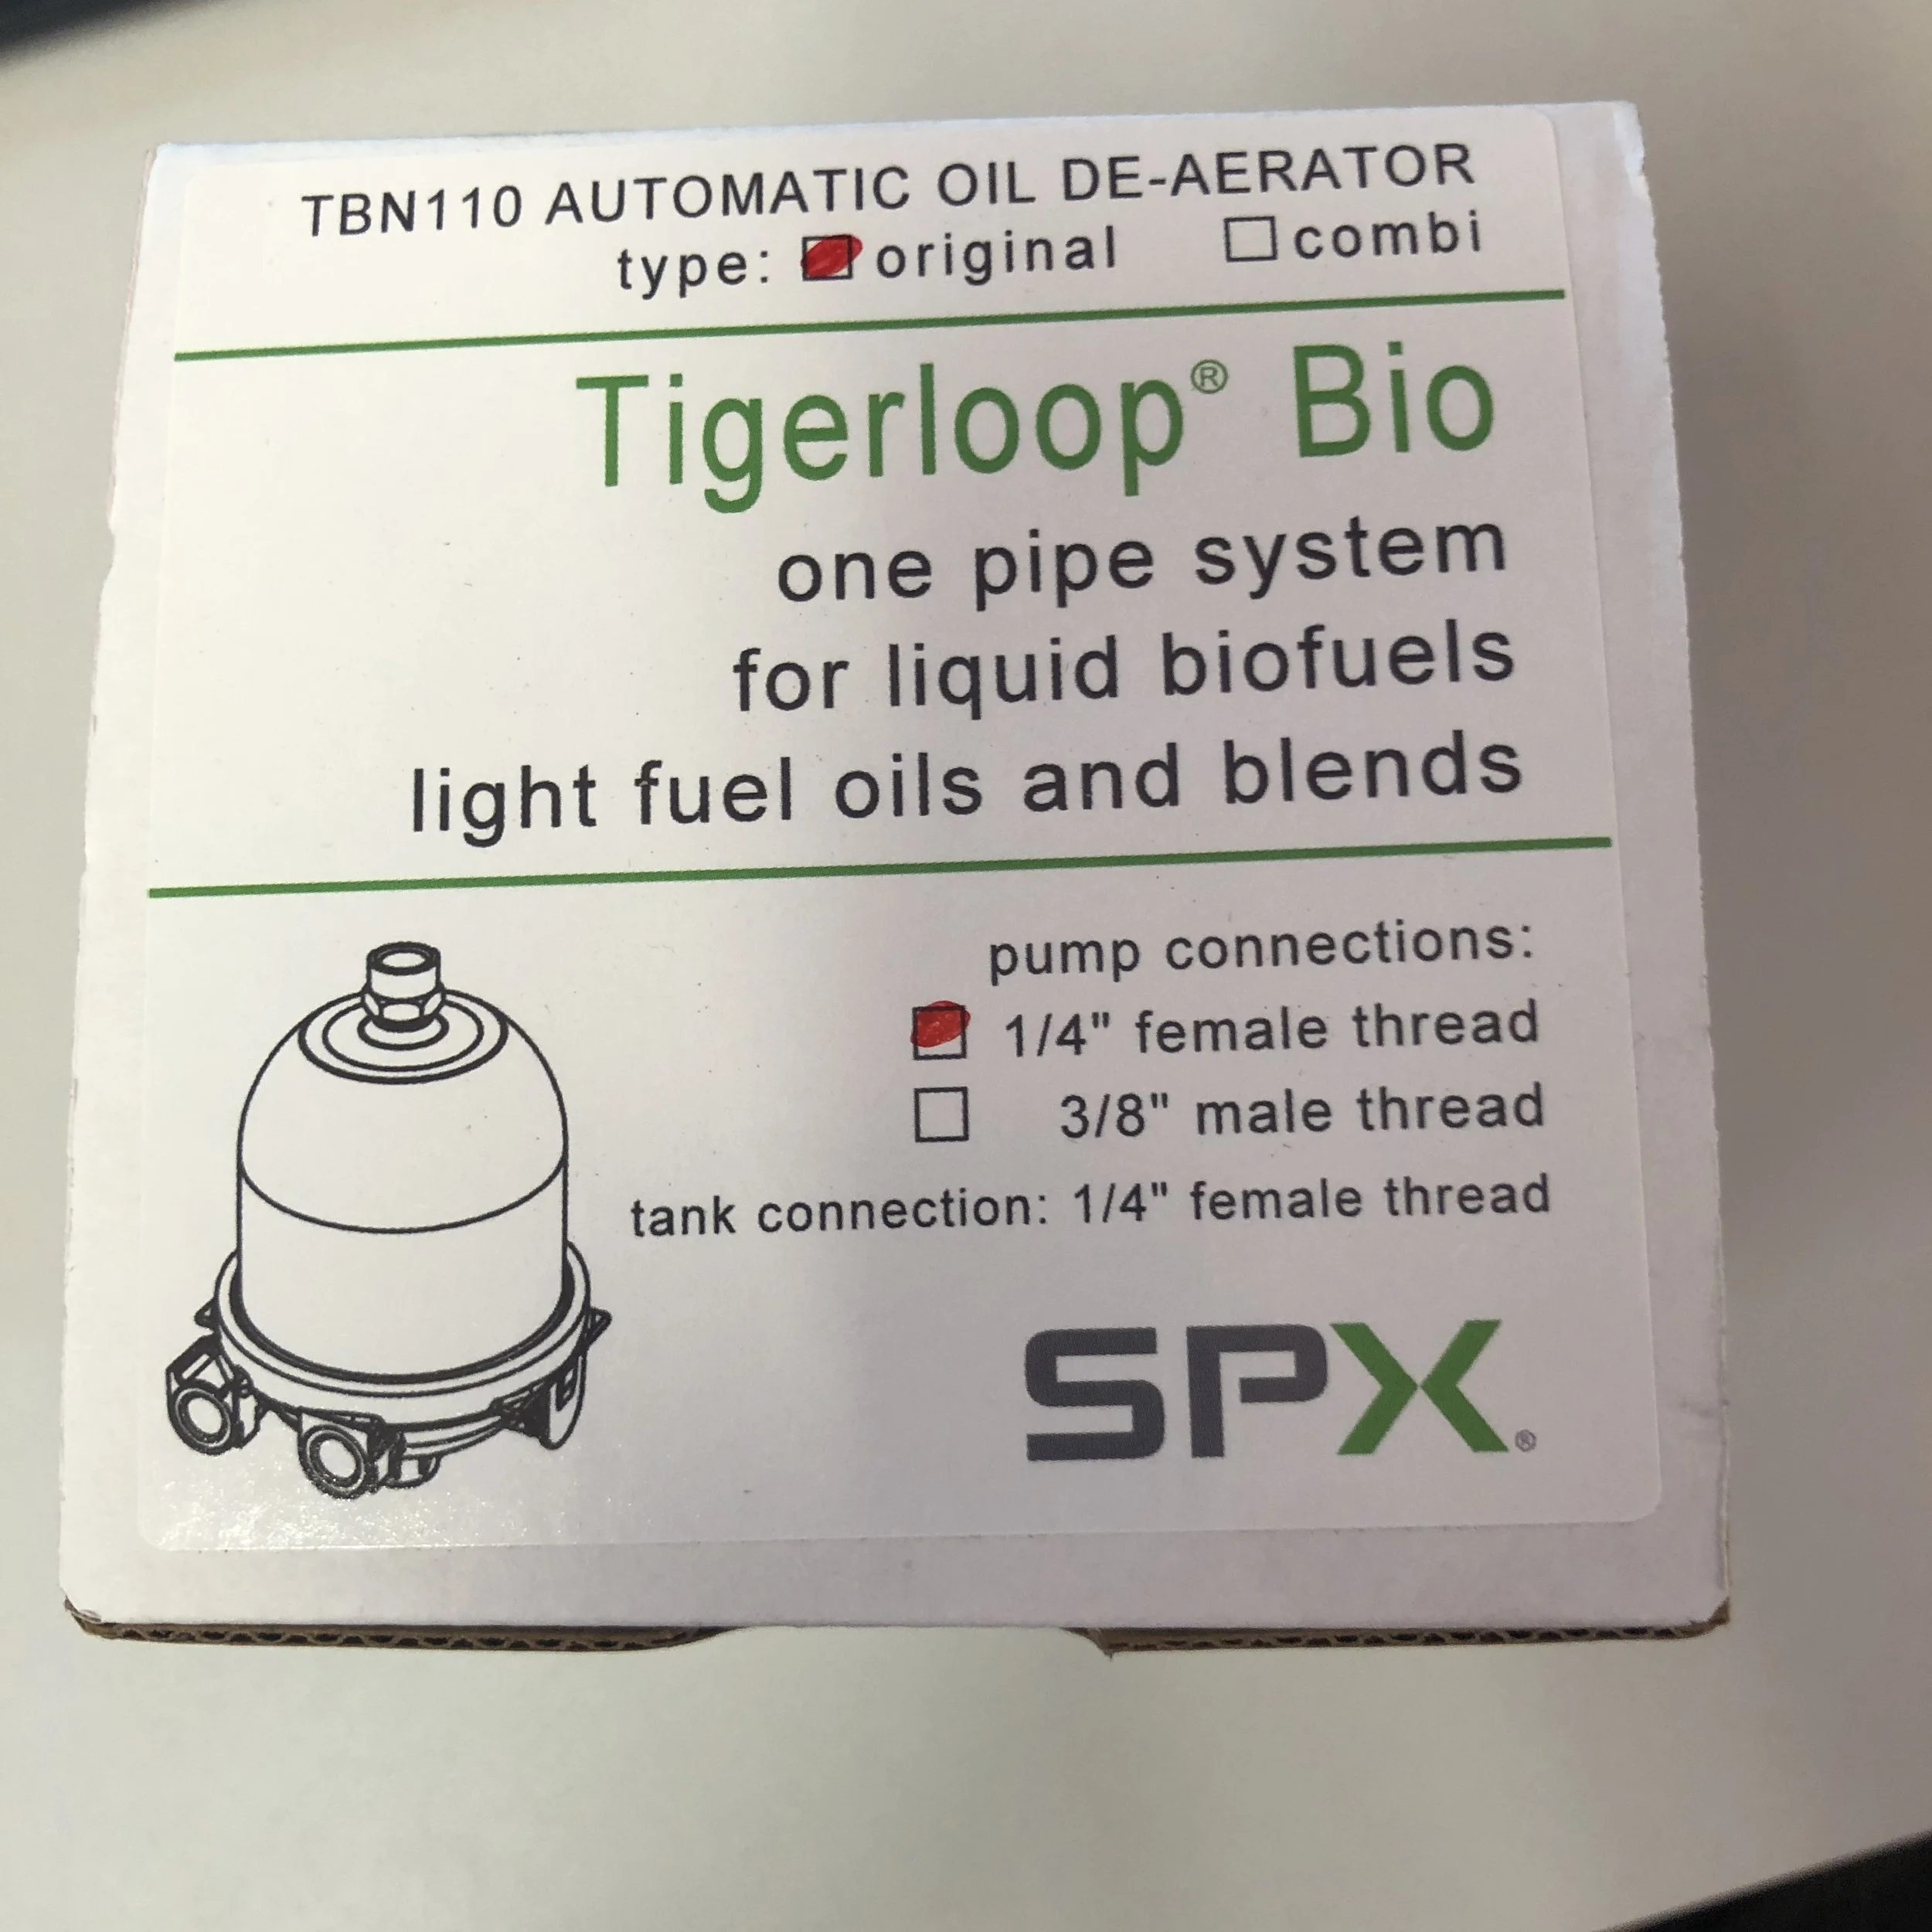 TBN110 AUTOMATIC OIL DE-AERATOR
type: original combi
Tigerloop® Bio
one pipe system
for liquid biofuels
light fuel oils and blends
pump connections:
1/4" female thread
3/8" male thread
tank connection: 1/4" female thread
SPX®